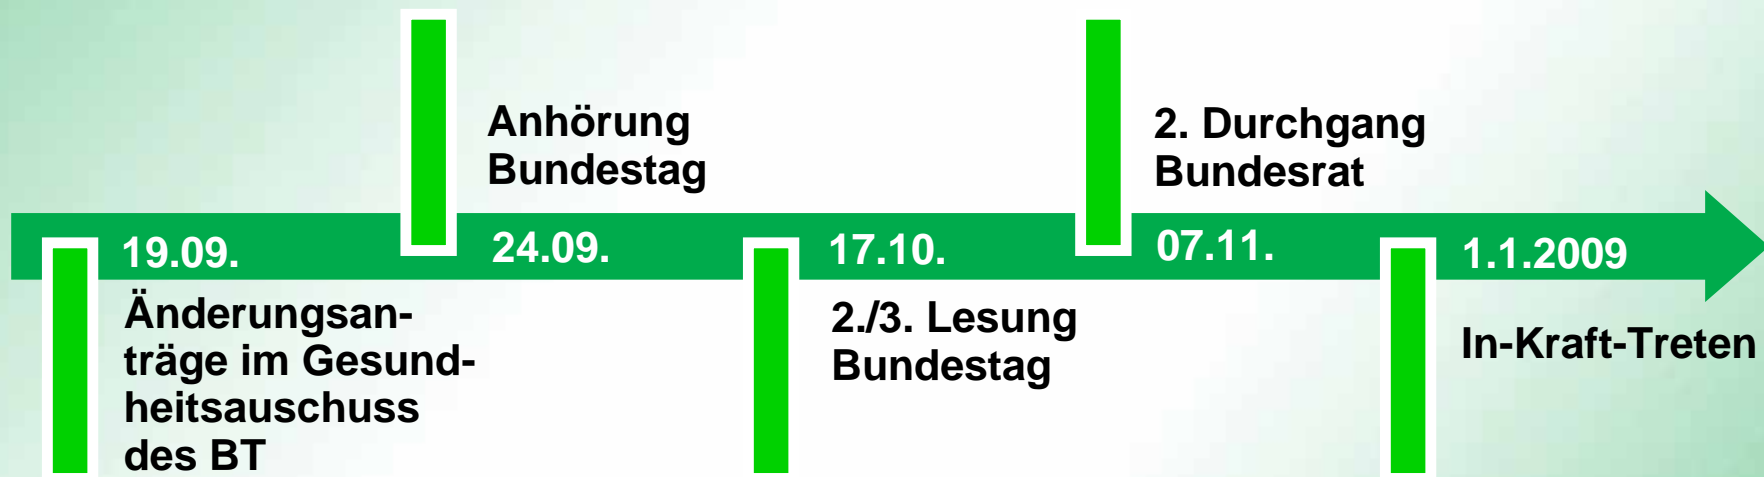 19.09.
Änderungsan-
träge im Gesund-
heitsauschuss
des BT
Anhörung
Bundestag
24.09.
17.10.
2./3. Lesung
Bundestag
2. Durchgang
Bundesrat
07.11.
1.1.2009
In-Kraft-Treten